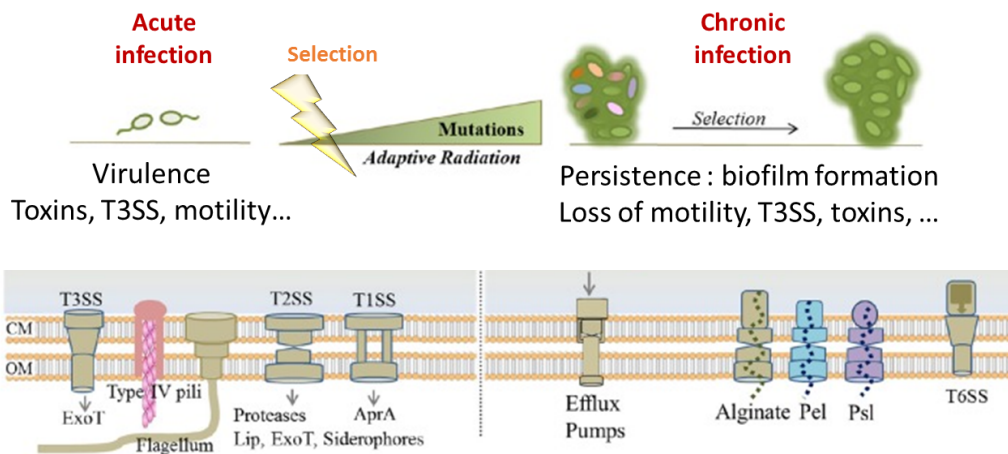 Acute
infection
Selection
Chronic
infection
Mutations
Adaptive Radiation
Selection
Virulence
Toxins, T3SS, motility...
Persistence : biofilm formation
Loss of motility, T3SS, toxins, ...
T3SS
T2SS
T1SS
CM
OM
Type IV pili
ExoT
Flagellum
Proteases
Lip, ExoT, Siderophores
AprA
Efflux
Pumps
Alginate
Pel
Psl
T6SS